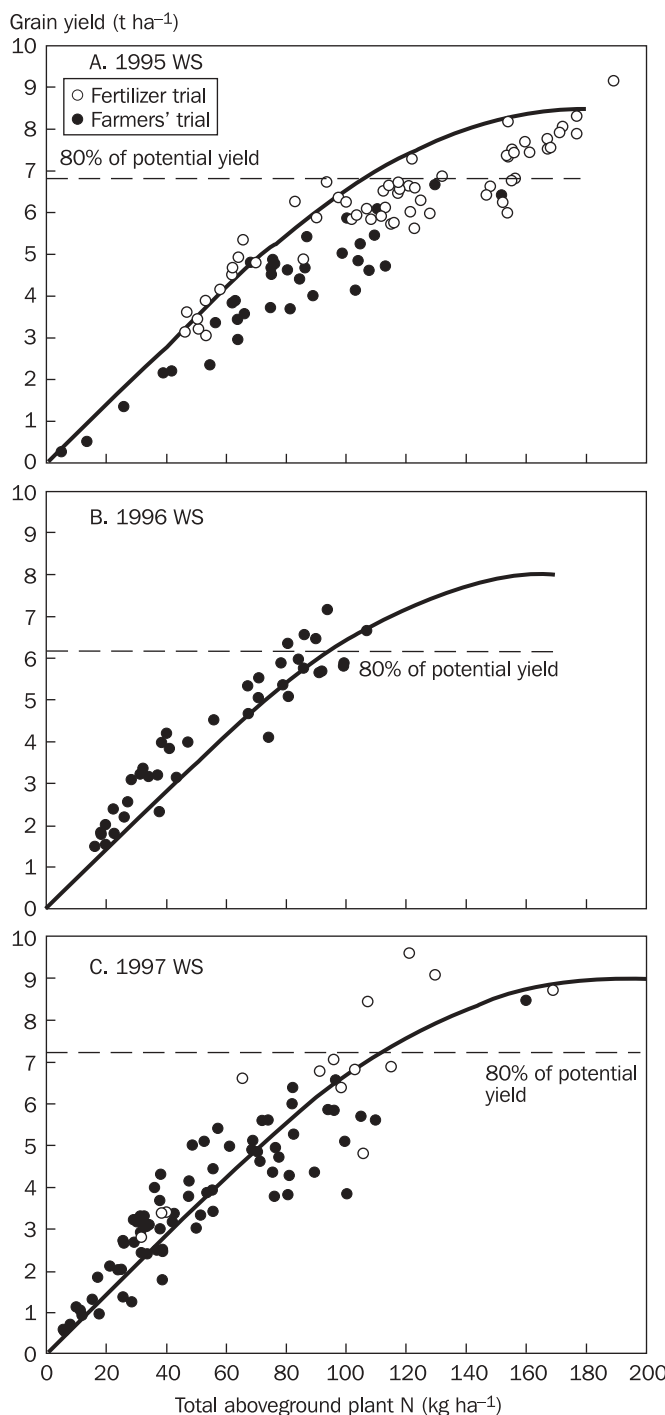 Grain yield (t ha–1)
10
A. 1995 WS
9
Fertilizer trial
8
Farmers' trial
7
80% of potential yield
6
5
4
3
2
1
0
10
B. 1996 WS
9
8
7
6
80% of potential yield
5
4
3
2
1
0
10
C. 1997 WS
9
8
7
80% of potential
yield
6
5
4
3
2
1
0
0 20 40 60 80 100 120 140 160 180 200
Total aboveground plant N (kg ha–1)